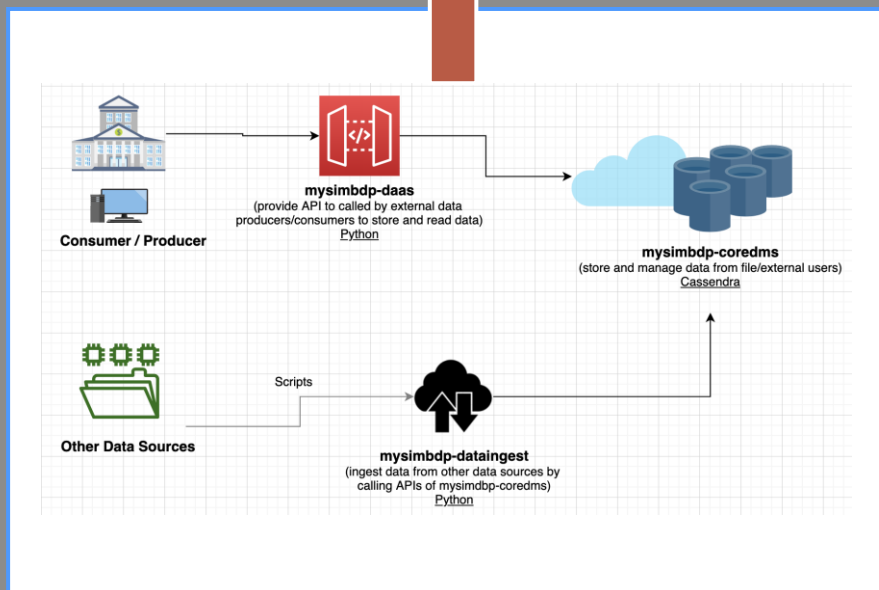 Consumer / Producer
mysimbdp-daas
(provide API to called by external data
producers/consumers to store and read data)
Python
mysimbdp-coredms
(store and manage data from file/external users)
Cassendra
Other Data Sources
Scripts
mysimbdp-dataingest
(ingest data from other data sources by
calling APIs of mysimdbp-coredms)
Python